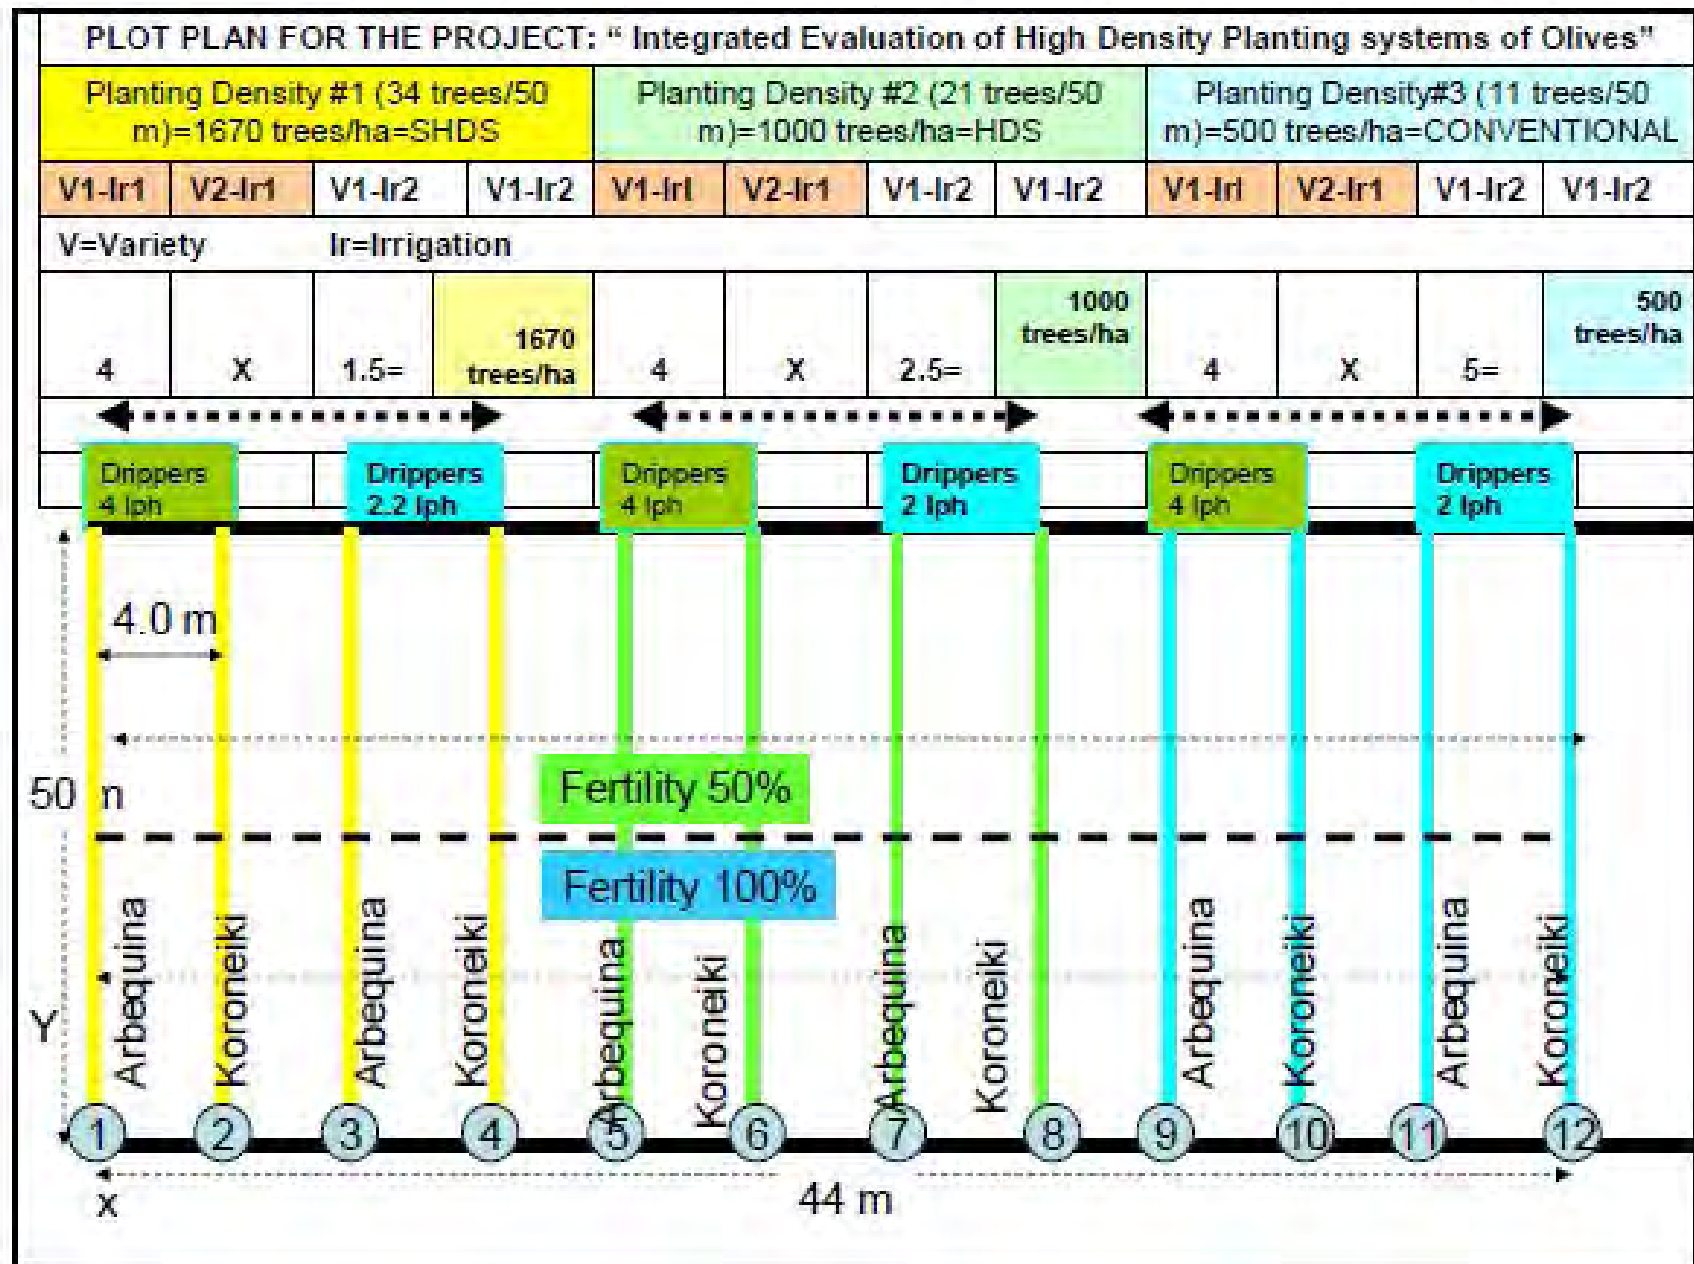 PLOT PLAN FOR THE PROJECT: “ Integrated Evaluation of High Density Planting systems of Olives”
Planting Density #1 (34 trees/50
m)=1670 trees/ha=SHDS
Planting Density #2 (21 trees/50
m)=1000 trees/ha=HDS
Planting Density#3 (11 trees/50
m)=500 trees/ha=CONVENTIONAL
V1-Ir1 V2-Ir1 V1-Ir2 V1-Ir2 V1-IrI V2-Ir1 V1-Ir2 V1-Ir2 V1-IrI V2-Ir1 V1-Ir2 V1-Ir2
V=Variety Ir=Irrigation
4 X 1.5=
1670
trees/ha
4 X 2.5=
1000
trees/ha
4 X 5=
500
trees/ha
Drippers
4 lph
Drippers
2.2 lph
Drippers
4 lph
Drippers
2 lph
Drippers
4 lph
Drippers
2 lph
4.0 m
Fertility 50%
50 n
Fertility 100%
Arbequina
Koroneiki
Arbequina
Koroneiki
Arbequina
Koroneiki
Arbequina
Koroneiki
Arbequina
Koroneiki
Arbequina
Koroneiki
Y
1 2 3 4 5 6 7 8 9 10 11 12
x
44 m